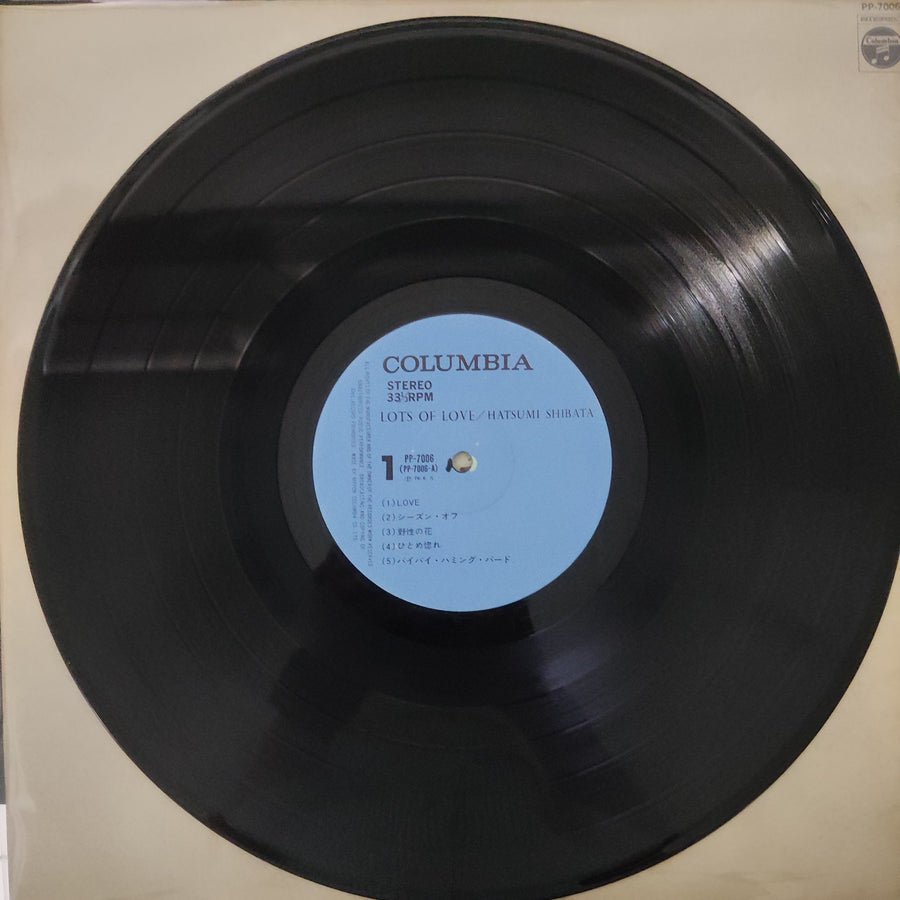 PP-7006
Columbia
COLUMBIA
STEREO
33⅓RPM
LOTS OF LOVE/HATSUMI SHIBATA
1
PP-7006
(PP-7006-A)
(1)LOVE
(2)シーズン・オフ
(3)野性の花
(4)ひとめ惚れ
(5)バイバイ・ハミング・バード